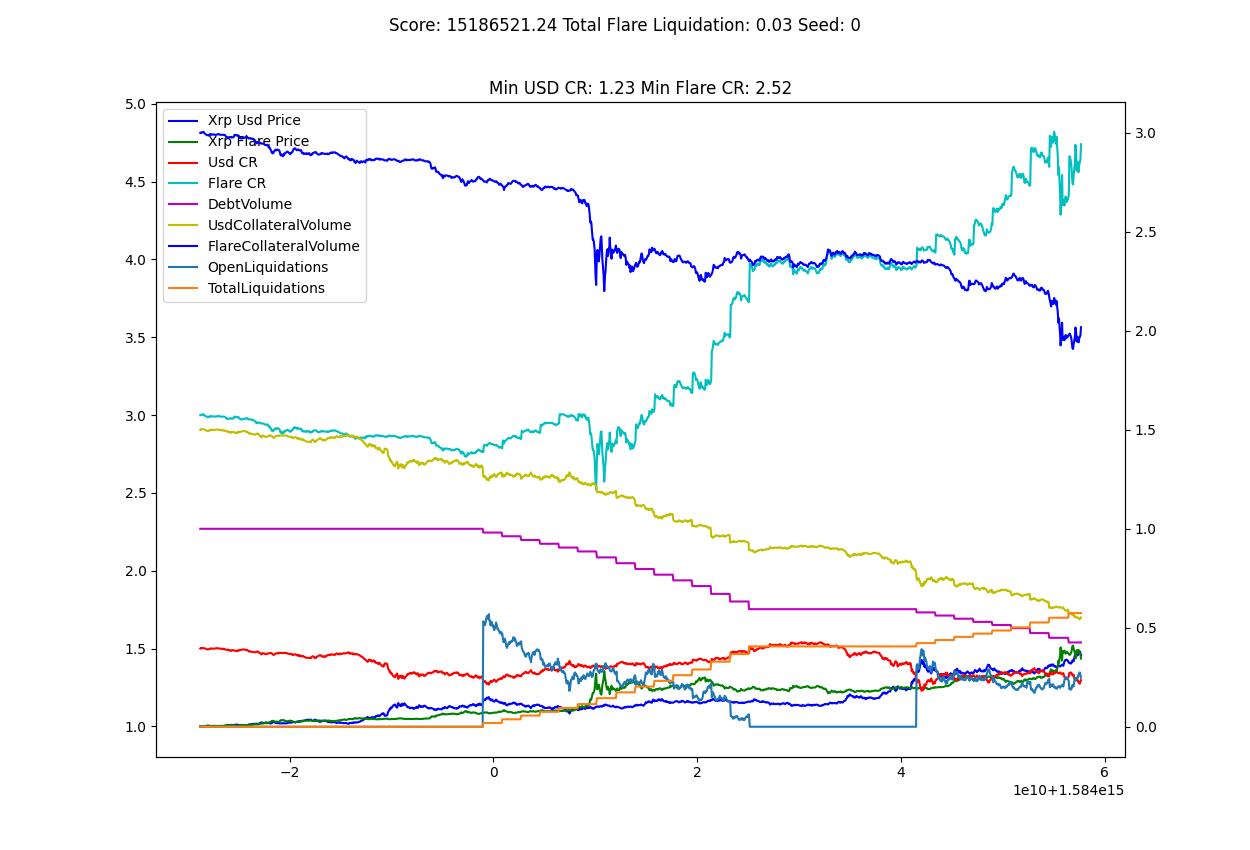 Score: 15186521.24 Total Flare Liquidation: 0.03 Seed: 0
Min USD CR: 1.23 Min Flare CR: 2.52
Xrp Usd Price
Xrp Flare Price
Usd CR
Flare CR
DebtVolume
UsdCollateralVolume
FlareCollateralVolume
OpenLiquidations
TotalLiquidations
5.0
4.5
4.0
3.5
3.0
2.5
2.0
1.5
1.0
3.0
2.5
2.0
1.5
1.0
0.5
0.0
−2
0
2
4
6
1e10+1.584e15